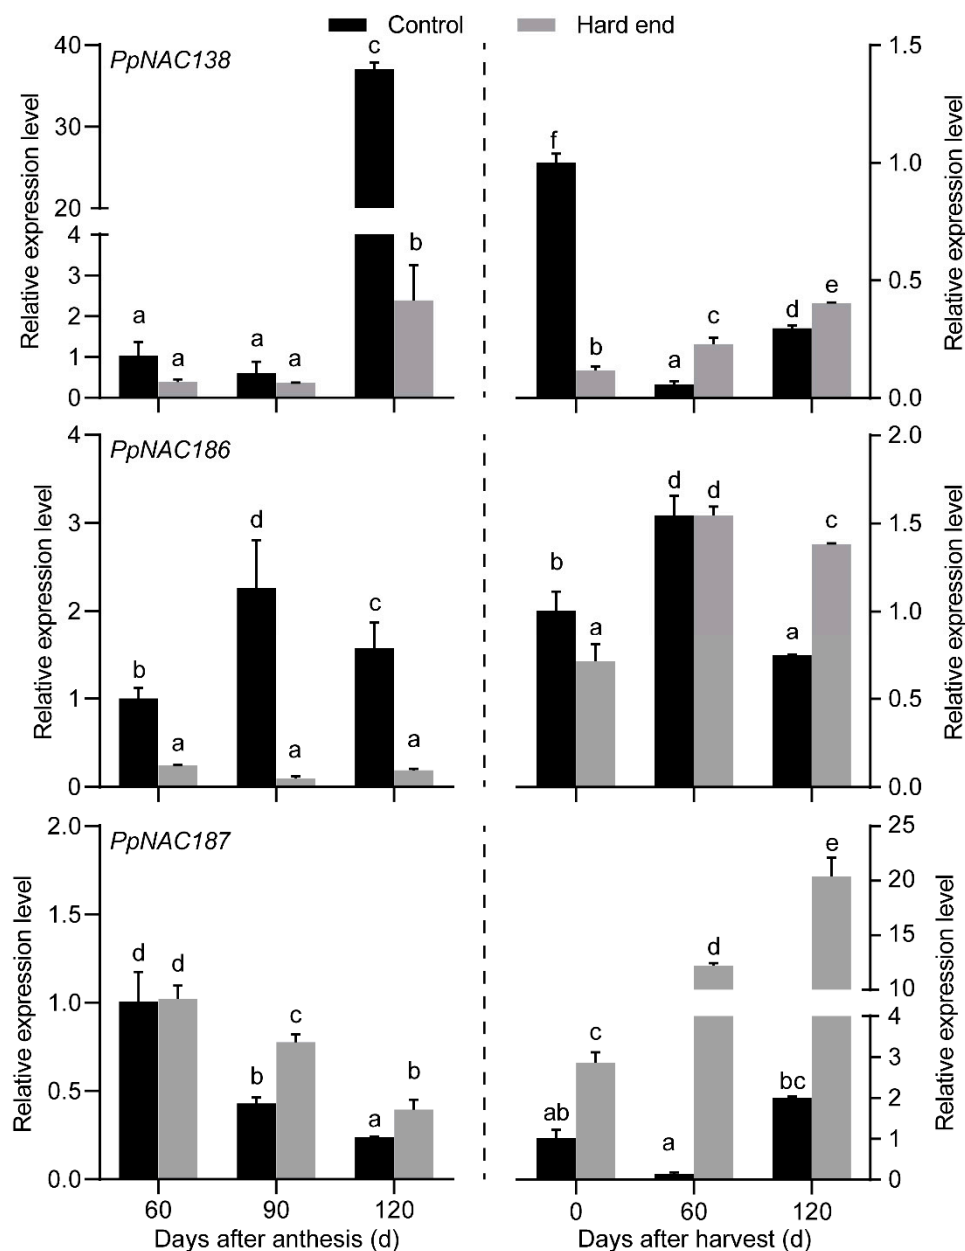 Control
Hard end
PpNAC138
Relative expression level
40
30
20
4
3
2
1
0
a
a
a
a
c
b
f
b
a
c
d
e
1.5
1.0
0.5
0.0
Relative expression level
PpNAC186
Relative expression level
4
3
2
1
0
b
a
d
a
c
a
b
a
d
d
a
c
2.0
1.5
1.0
0.5
0.0
Relative expression level
PpNAC187
Relative expression level
2.0
1.5
1.0
0.5
0.0
d
d
b
c
a
b
ab
c
a
d
bc
e
25
20
15
10
4
3
2
1
0
Relative expression level
60
90
120
0
60
120
Days after anthesis (d)
Days after harvest (d)